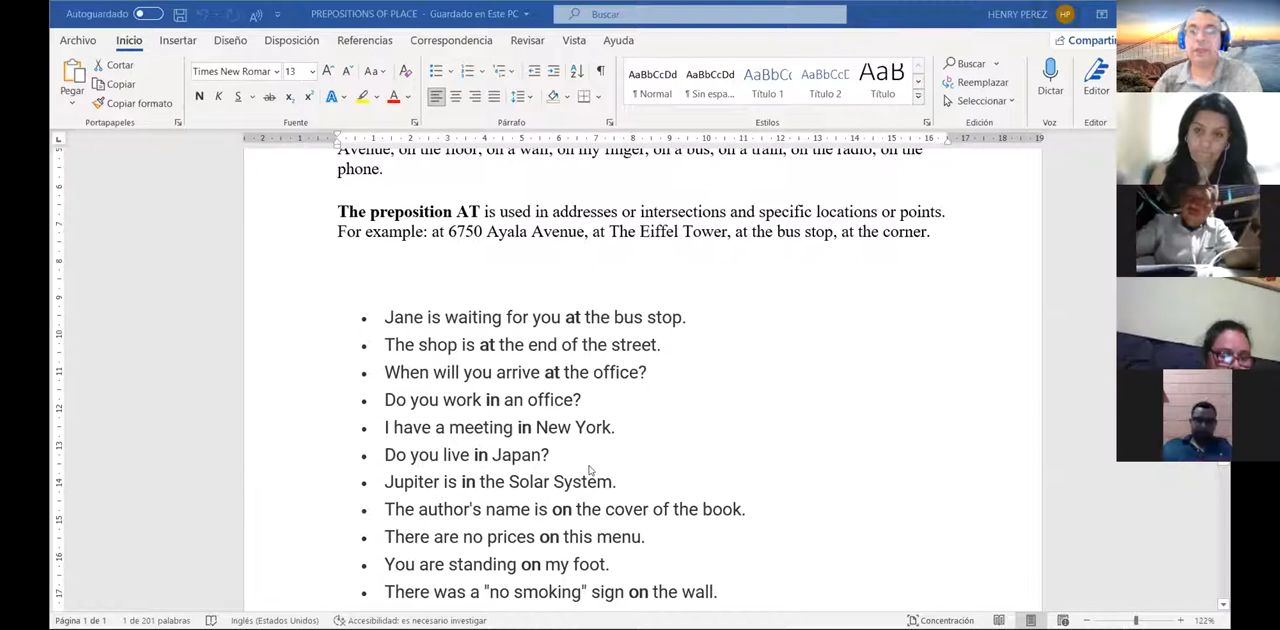 Autoguardado
PREPOSITIONS OF PLACE - Guardado en Este PC
Buscar
HENRY PEREZ HP
Archivo Inicio Insertar Diseño Disposición Referencias Correspondencia Revisar Vista Ayuda Compartir
Pegar
Cortar
Copiar
Copiar formato
Portapapeles
Times New Romar 13
Fuente
Párrafo
AaBbCcDd AaBbCcDd AaBbCc AaBbCcD AaB
¶ Normal ¶ Sin espa... Título 1 Título 2 Título
Estilos
Buscar
Reemplazar
Seleccionar
Edición
Dictar
Voz
Editor
Editor
Avenue, on the floor, on a wall, on my finger, on a bus, on a train, on the radio, on the
phone.
The preposition AT is used in addresses or intersections and specific locations or points.
For example: at 6750 Ayala Avenue, at The Eiffel Tower, at the bus stop, at the corner.
• Jane is waiting for you at the bus stop.
• The shop is at the end of the street.
• When will you arrive at the office?
• Do you work in an office?
• I have a meeting in New York.
• Do you live in Japan?
• Jupiter is in the Solar System.
• The author's name is on the cover of the book.
• There are no prices on this menu.
• You are standing on my foot.
• There was a "no smoking" sign on the wall.
Página 1 de 1 1 de 201 palabras Inglés (Estados Unidos) Accesibilidad: es necesario investigar Concentración 122%